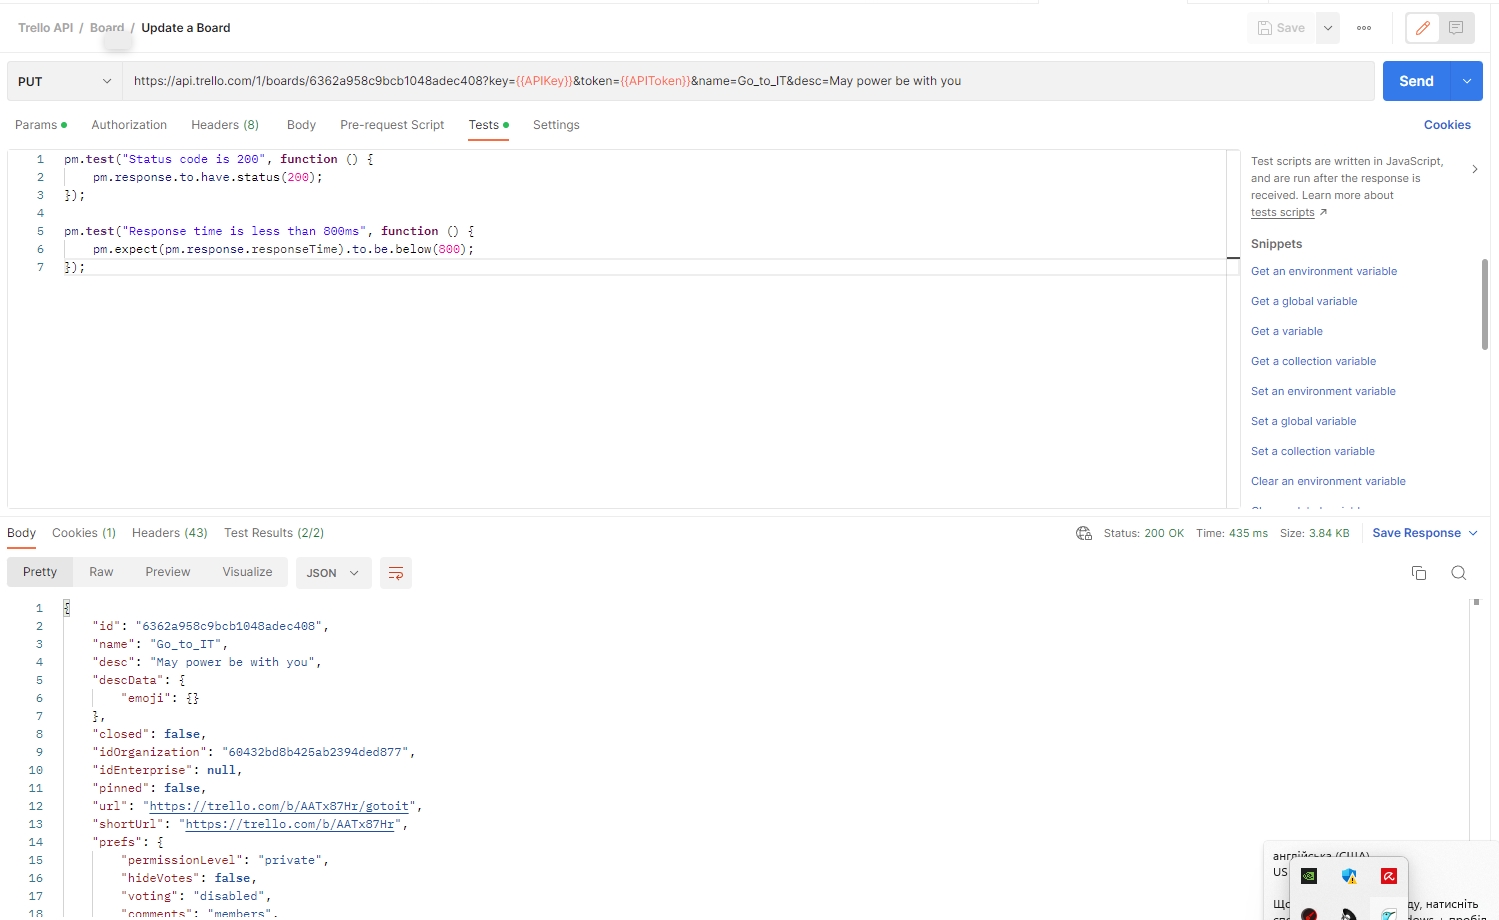 Trello API / Board / Update a Board
Save
PUT https://api.trello.com/1/boards/6362a958c9bcb1048adec408?key={{APIKey}}&token={{APIToken}}&name=Go_to_IT&desc=May power be with you
Send
Params Authorization Headers (8) Body Pre-request Script Tests Settings Cookies
1 pm.test("Status code is 200", function () {
2 pm.response.to.have.status(200);
3 });
4
5 pm.test("Response time is less than 800ms", function () {
6 pm.expect(pm.response.responseTime).to.be.below(800);
7 });
Test scripts are written in JavaScript,
and are run after the response is
received. Learn more about
tests scripts ↗
Snippets
Get an environment variable
Get a global variable
Get a variable
Get a collection variable
Set an environment variable
Set a global variable
Set a collection variable
Clear an environment variable
Body Cookies (1) Headers (43) Test Results (2/2) Status: 200 OK Time: 435 ms Size: 3.84 KB Save Response
Pretty Raw Preview Visualize JSON
1 {
2 "id": "6362a958c9bcb1048adec408",
3 "name": "Go_to_IT",
4 "desc": "May power be with you",
5 "descData": {
6 "emoji": {}
7 },
8 "closed": false,
9 "idOrganization": "60432bd8b425ab2394ded877",
10 "idEnterprise": null,
11 "pinned": false,
12 "url": "https://trello.com/b/AATx87Hr/gotoit",
13 "shortUrl": "https://trello.com/b/AATx87Hr",
14 "prefs": {
15 "permissionLevel": "private",
16 "hideVotes": false,
17 "voting": "disabled",
18 "comments": "members",
англійська (США)
US
натисніть